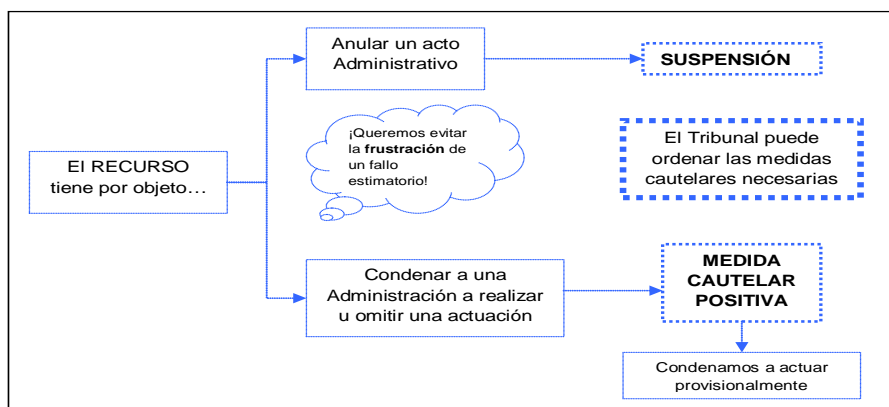 Anular un acto
Administrativo
SUSPENSIÓN
¡Queremos evitar
la frustración de
un fallo
estimatorio!
El Tribunal puede
ordenar las medidas
cautelares necesarias
El RECURSO
tiene por objeto…
Condenar a una
Administración a realizar
u omitir una actuación
MEDIDA
CAUTELAR
POSITIVA
Condenamos a actuar
provisionalmente